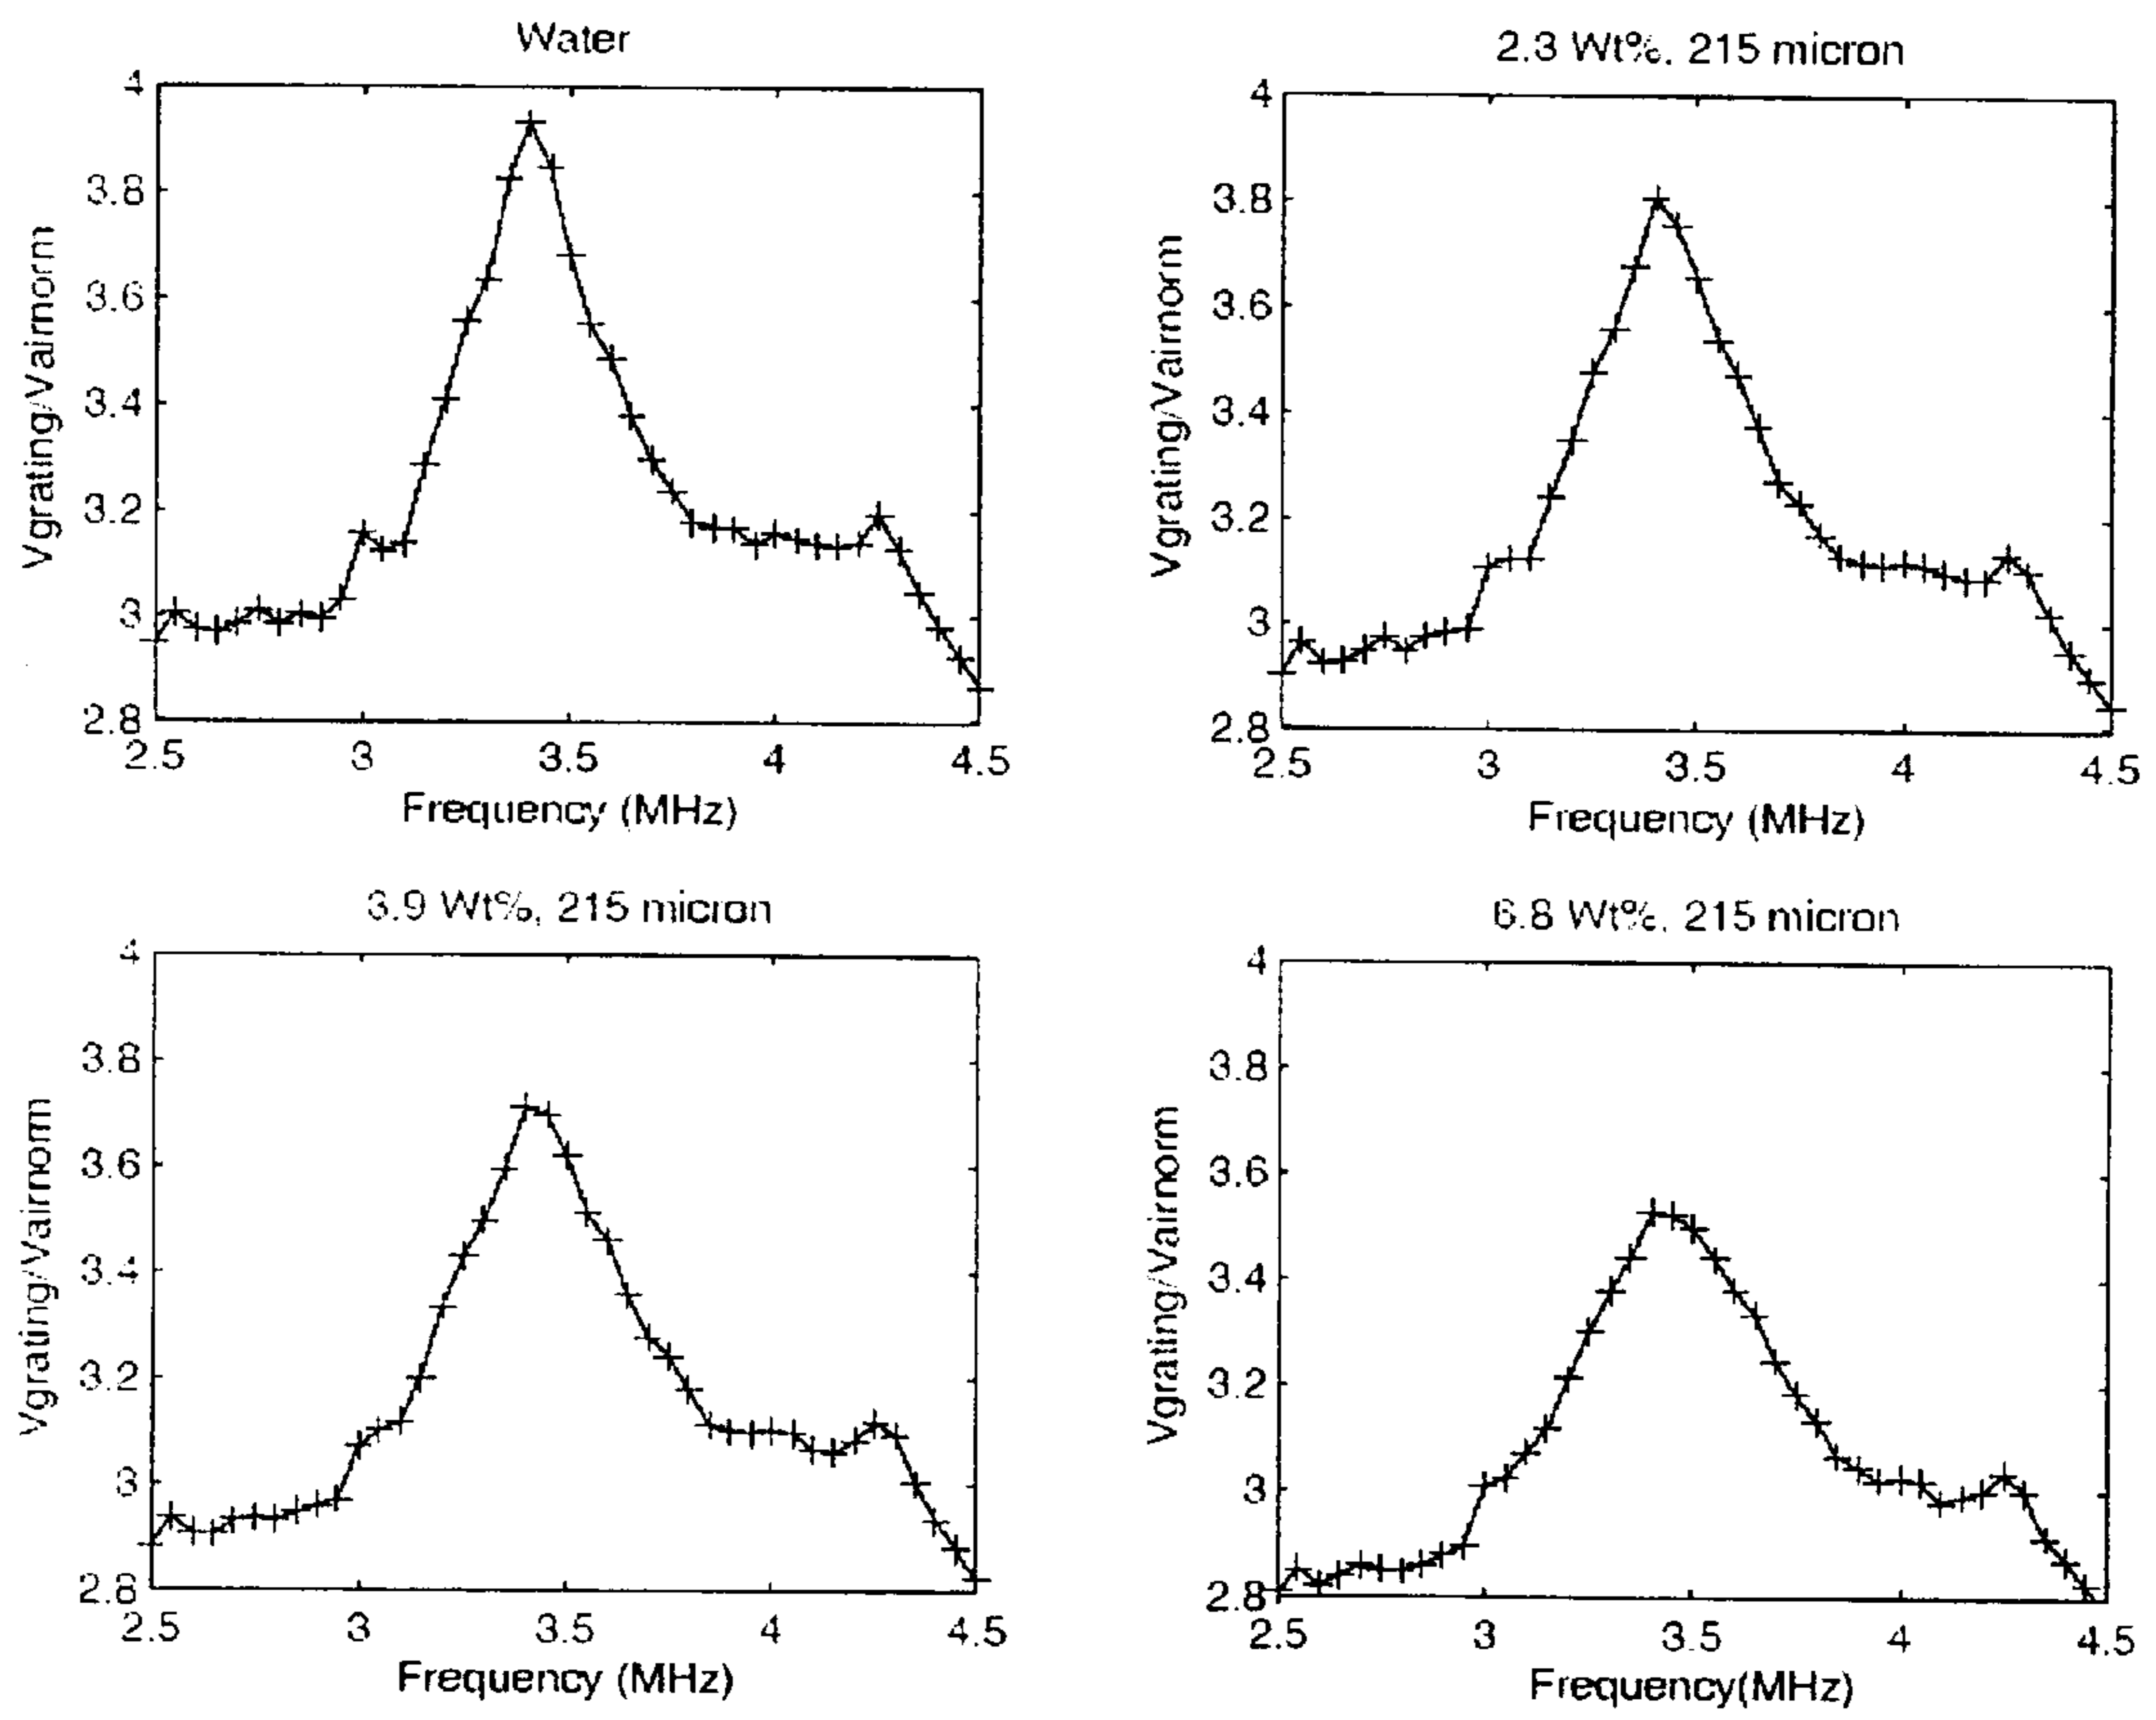 Water
4
3.8
3.6
3.4
3.2
3
2.8
2.5 3 3.5 4 4.5
Vgrating/Vairnorm
Frequency (MHz)
2.3 Wt%, 215 micron
4
3.8
3.6
3.4
3.2
3
2.8
2.5 3 3.5 4 4.5
Vgrating/Vairnorm
Frequency (MHz)
3.9 Wt%, 215 micron
4
3.8
3.6
3.4
3.2
3
2.8
2.5 3 3.5 4 4.5
Vgrating/Vairnorm
Frequency (MHz)
6.8 Wt%, 215 micron
4
3.8
3.6
3.4
3.2
3
2.8
2.5 3 3.5 4 4.5
Vgrating/Vairnorm
Frequency(MHz)